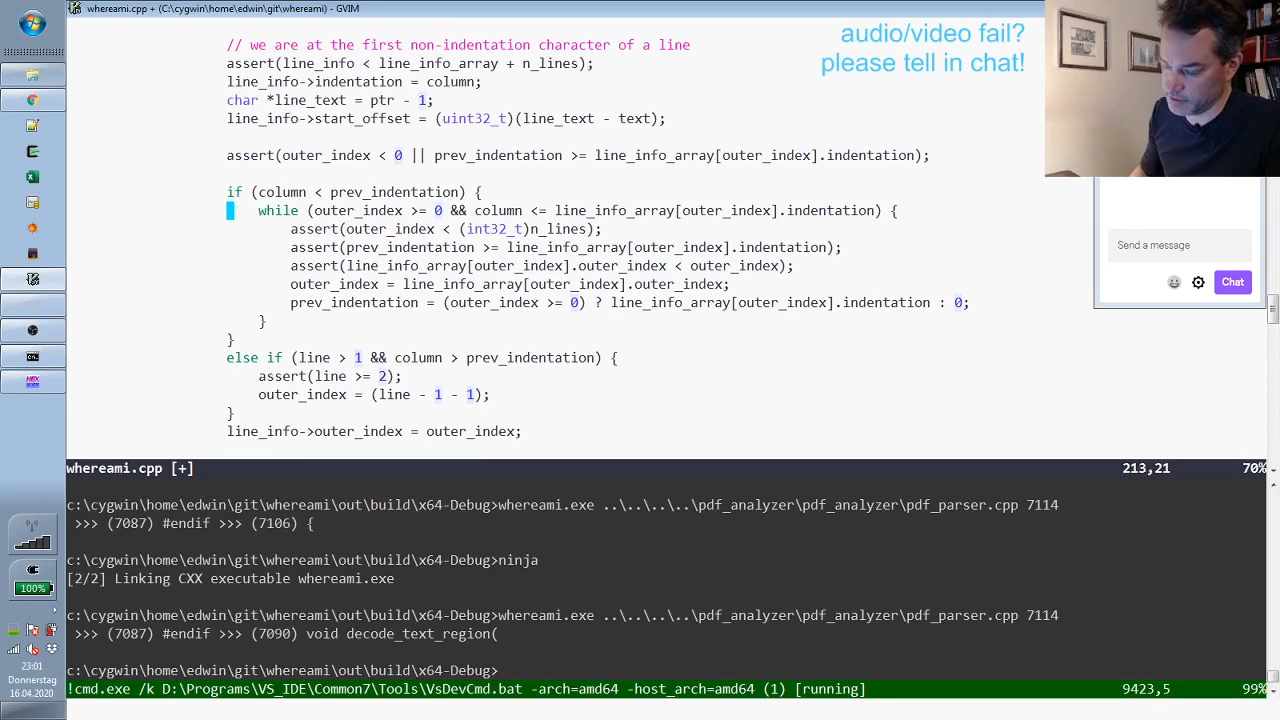 whereami.cpp + (C:\cygwin\home\edwin\git\whereami) - GVIM
audio/video fail?
please tell in chat!
// we are at the first non-indentation character of a line
assert(line_info < line_info_array + n_lines);
line_info->indentation = column;
char *line_text = ptr - 1;
line_info->start_offset = (uint32_t)(line_text - text);
assert(outer_index < 0 || prev_indentation >= line_info_array[outer_index].indentation);
if (column < prev_indentation) {
while (outer_index >= 0 && column <= line_info_array[outer_index].indentation) {
assert(outer_index < (int32_t)n_lines);
assert(prev_indentation >= line_info_array[outer_index].indentation);
assert(line_info_array[outer_index].outer_index < outer_index);
outer_index = line_info_array[outer_index].outer_index;
prev_indentation = (outer_index >= 0) ? line_info_array[outer_index].indentation : 0;
}
}
else if (line > 1 && column > prev_indentation) {
assert(line >= 2);
outer_index = (line - 1 - 1);
}
line_info->outer_index = outer_index;
Send a message
Chat
whereami.cpp [+] 213,21 70%
c:\cygwin\home\edwin\git\whereami\out\build\x64-Debug>whereami.exe ..\..\..\..\pdf_analyzer\pdf_analyzer\pdf_parser.cpp 7114
>>> (7087) #endif >>> (7106) {
c:\cygwin\home\edwin\git\whereami\out\build\x64-Debug>ninja
[2/2] Linking CXX executable whereami.exe
c:\cygwin\home\edwin\git\whereami\out\build\x64-Debug>whereami.exe ..\..\..\..\pdf_analyzer\pdf_analyzer\pdf_parser.cpp 7114
>>> (7087) #endif >>> (7090) void decode_text_region(
c:\cygwin\home\edwin\git\whereami\out\build\x64-Debug>
!cmd.exe /k D:\Programs\VS_IDE\Common7\Tools\VsDevCmd.bat -arch=amd64 -host_arch=amd64 (1) [running] 9423,5 99%
100%
23:01
Donnerstag
16.04.2020
HEX